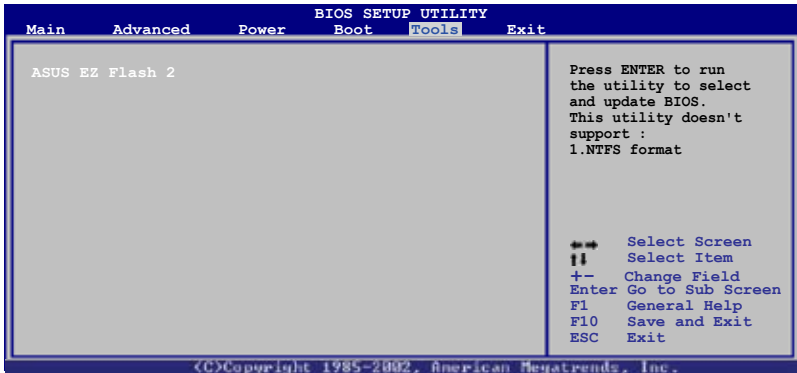 BIOS SETUP UTILITY
Main Advanced Power Boot Tools Exit
ASUS EZ Flash 2
Press ENTER to run
the utility to select
and update BIOS.
This utility doesn't
support :
1.NTFS format
Select Screen
Select Item
+- Change Field
Enter Go to Sub Screen
F1 General Help
F10 Save and Exit
ESC Exit
(C)Copyright 1985-2002, American Megatrends, Inc.